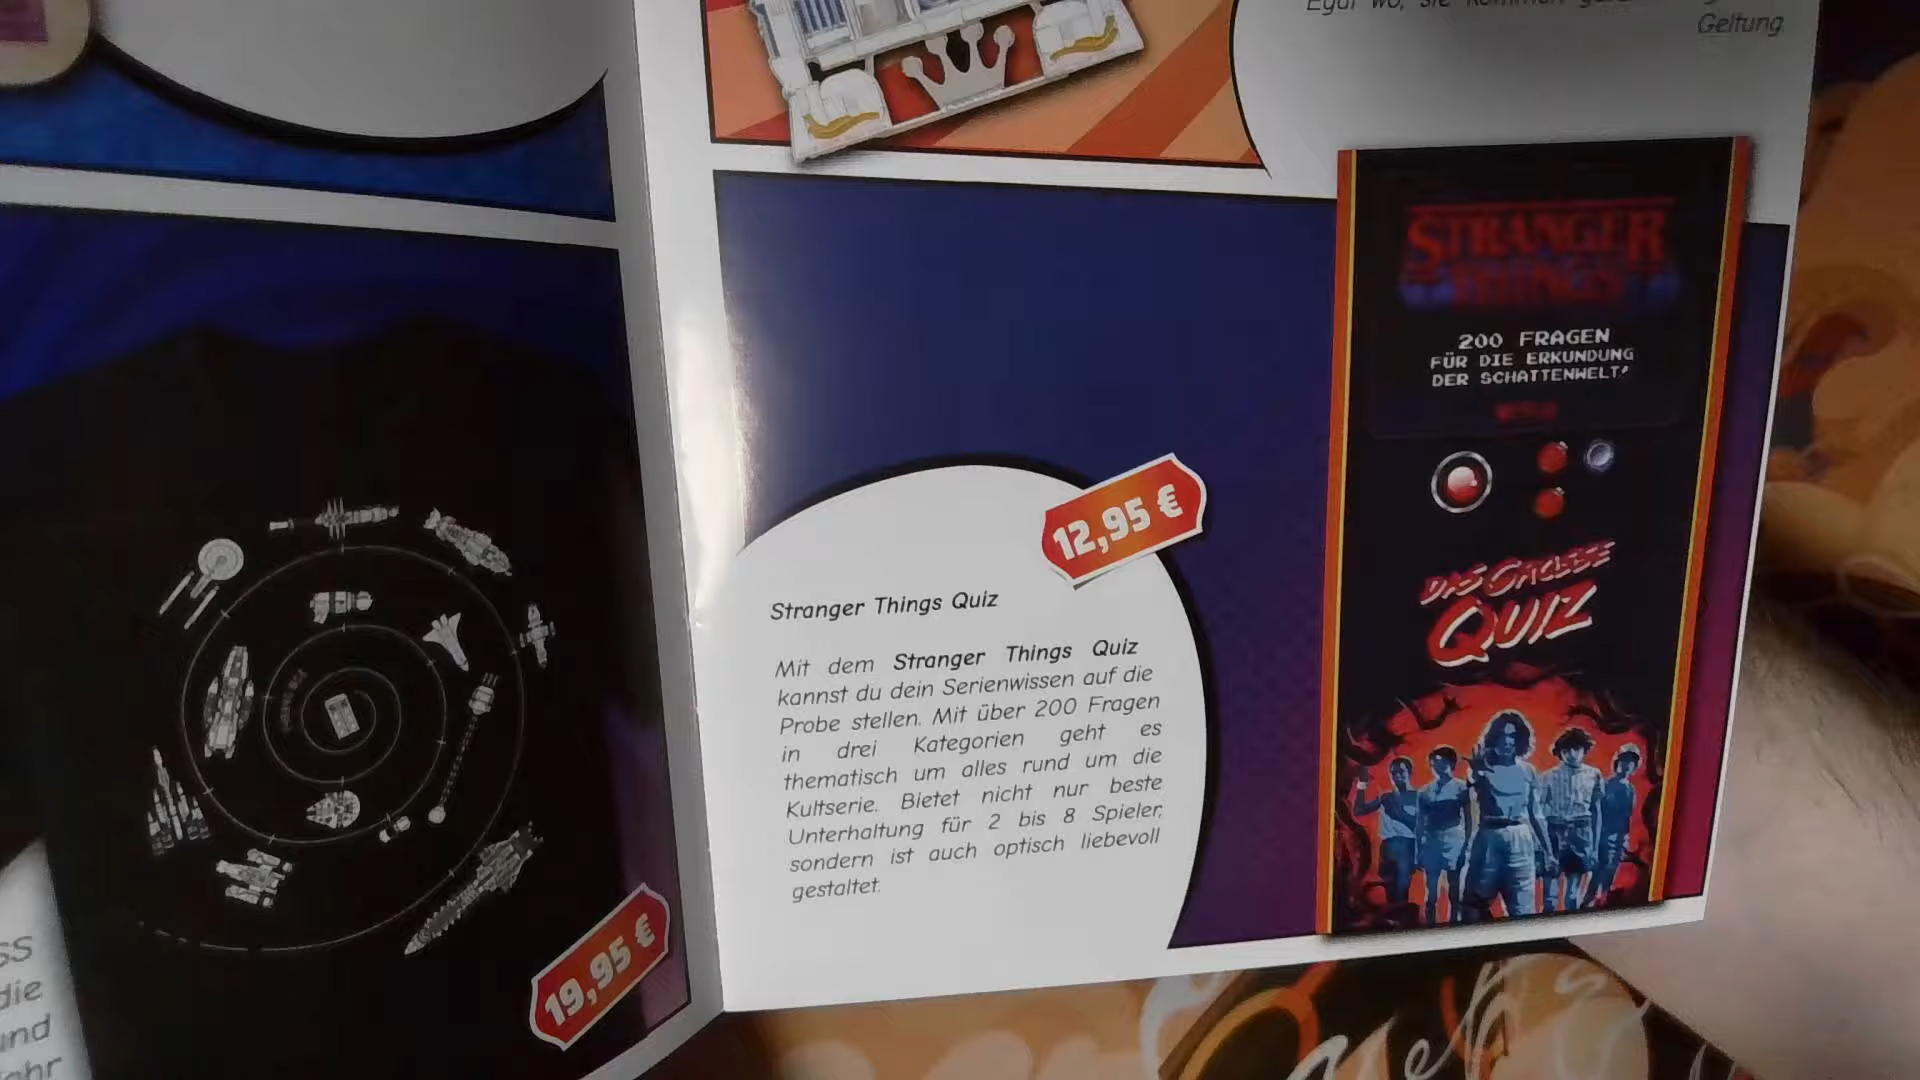 Geltung.
STRANGER
THINGS
200 FRAGEN
FÜR DIE ERKUNDUNG
DER SCHATTENWELT!
DAS GROSSE
QUIZ
12,95 €
Stranger Things Quiz
Mit dem Stranger Things Quiz
kannst du dein Serienwissen auf die
Probe stellen. Mit über 200 Fragen
in drei Kategorien geht es
thematisch um alles rund um die
Kultserie. Bietet nicht nur beste
Unterhaltung für 2 bis 8 Spieler,
sondern ist auch optisch liebevoll
gestaltet.
19,95 €
die